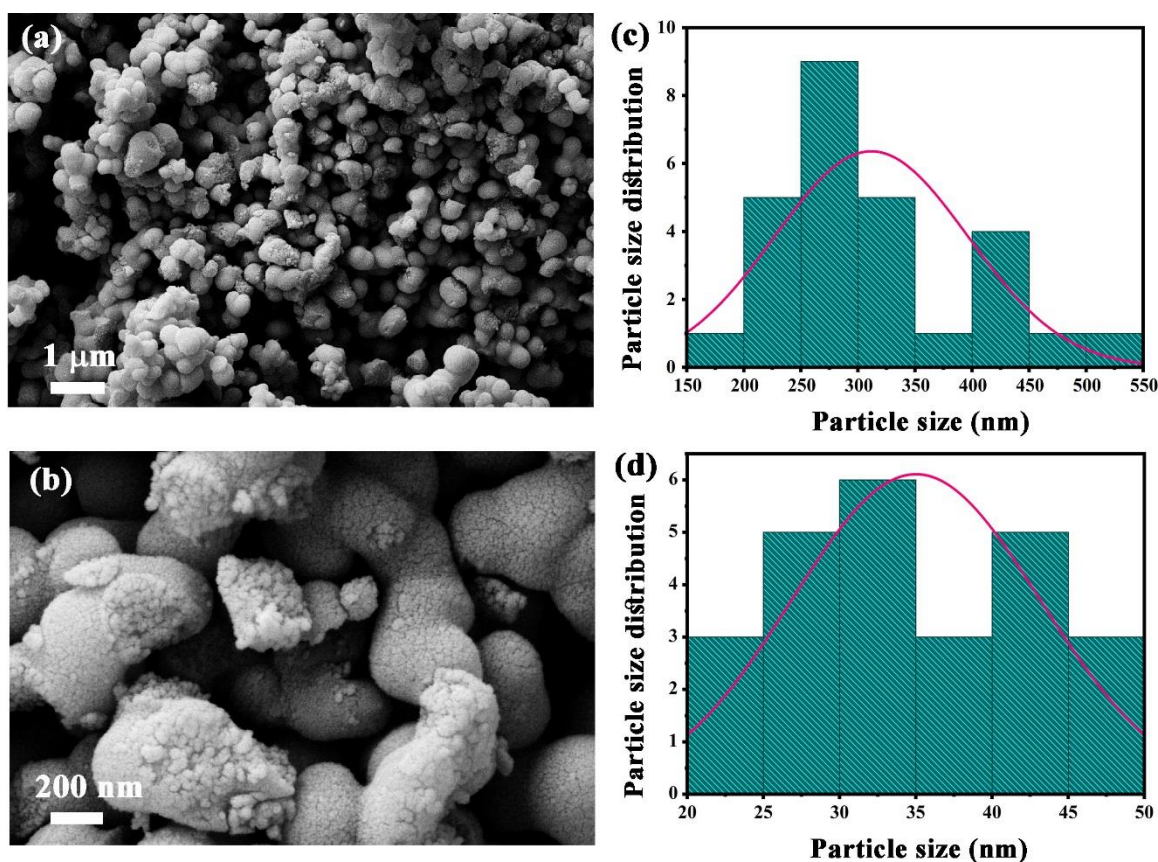 (a)
1 μm
(b)
200 nm
(c)
Particle size distribution
10
8
6
4
2
0
150 200 250 300 350 400 450 500 550
Particle size (nm)
(d)
Particle size distribution
6
5
4
3
2
1
0
20 25 30 35 40 45 50
Particle size (nm)